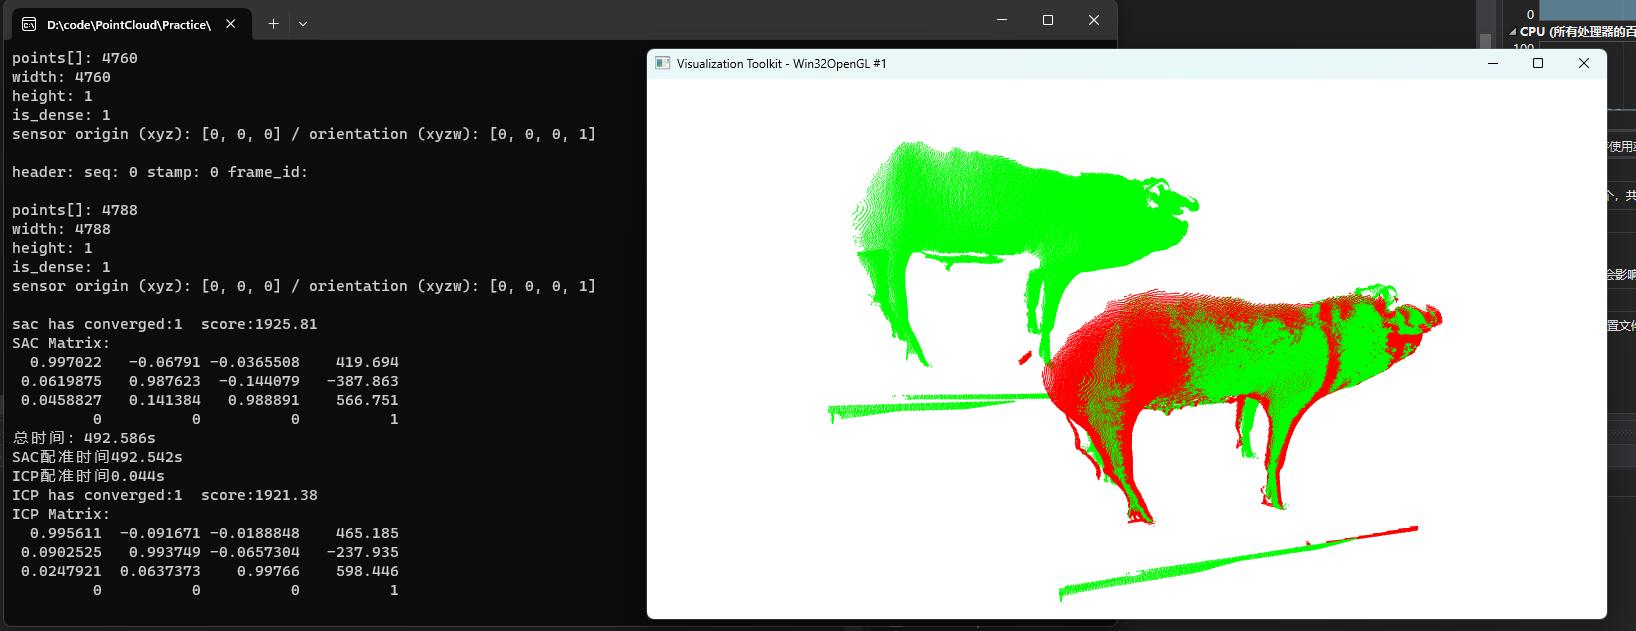 D:\code\PointCloud\Practice\
points[]: 4760
width: 4760
height: 1
is_dense: 1
sensor origin (xyz): [0, 0, 0] / orientation (xyzw): [0, 0, 0, 1]
header: seq: 0 stamp: 0 frame_id:
points[]: 4788
width: 4788
height: 1
is_dense: 1
sensor origin (xyz): [0, 0, 0] / orientation (xyzw): [0, 0, 0, 1]
sac has converged:1 score:1925.81
SAC Matrix:
0.997022 -0.06791 -0.0365508 419.694
0.0619875 0.987623 -0.144079 -387.863
0.0458827 0.141384 0.988891 566.751
0 0 0 1
总时间: 492.586s
SAC配准时间492.542s
ICP配准时间0.044s
ICP has converged:1 score:1921.38
ICP Matrix:
0.995611 -0.091671 -0.0188848 465.185
0.0902525 0.993749 -0.0657304 -237.935
0.0247921 0.0637373 0.99766 598.446
0 0 0 1
Visualization Toolkit - Win32OpenGL #1
0
CPU (所有处理器的百
100
使用
个, 共
会影响
置文件